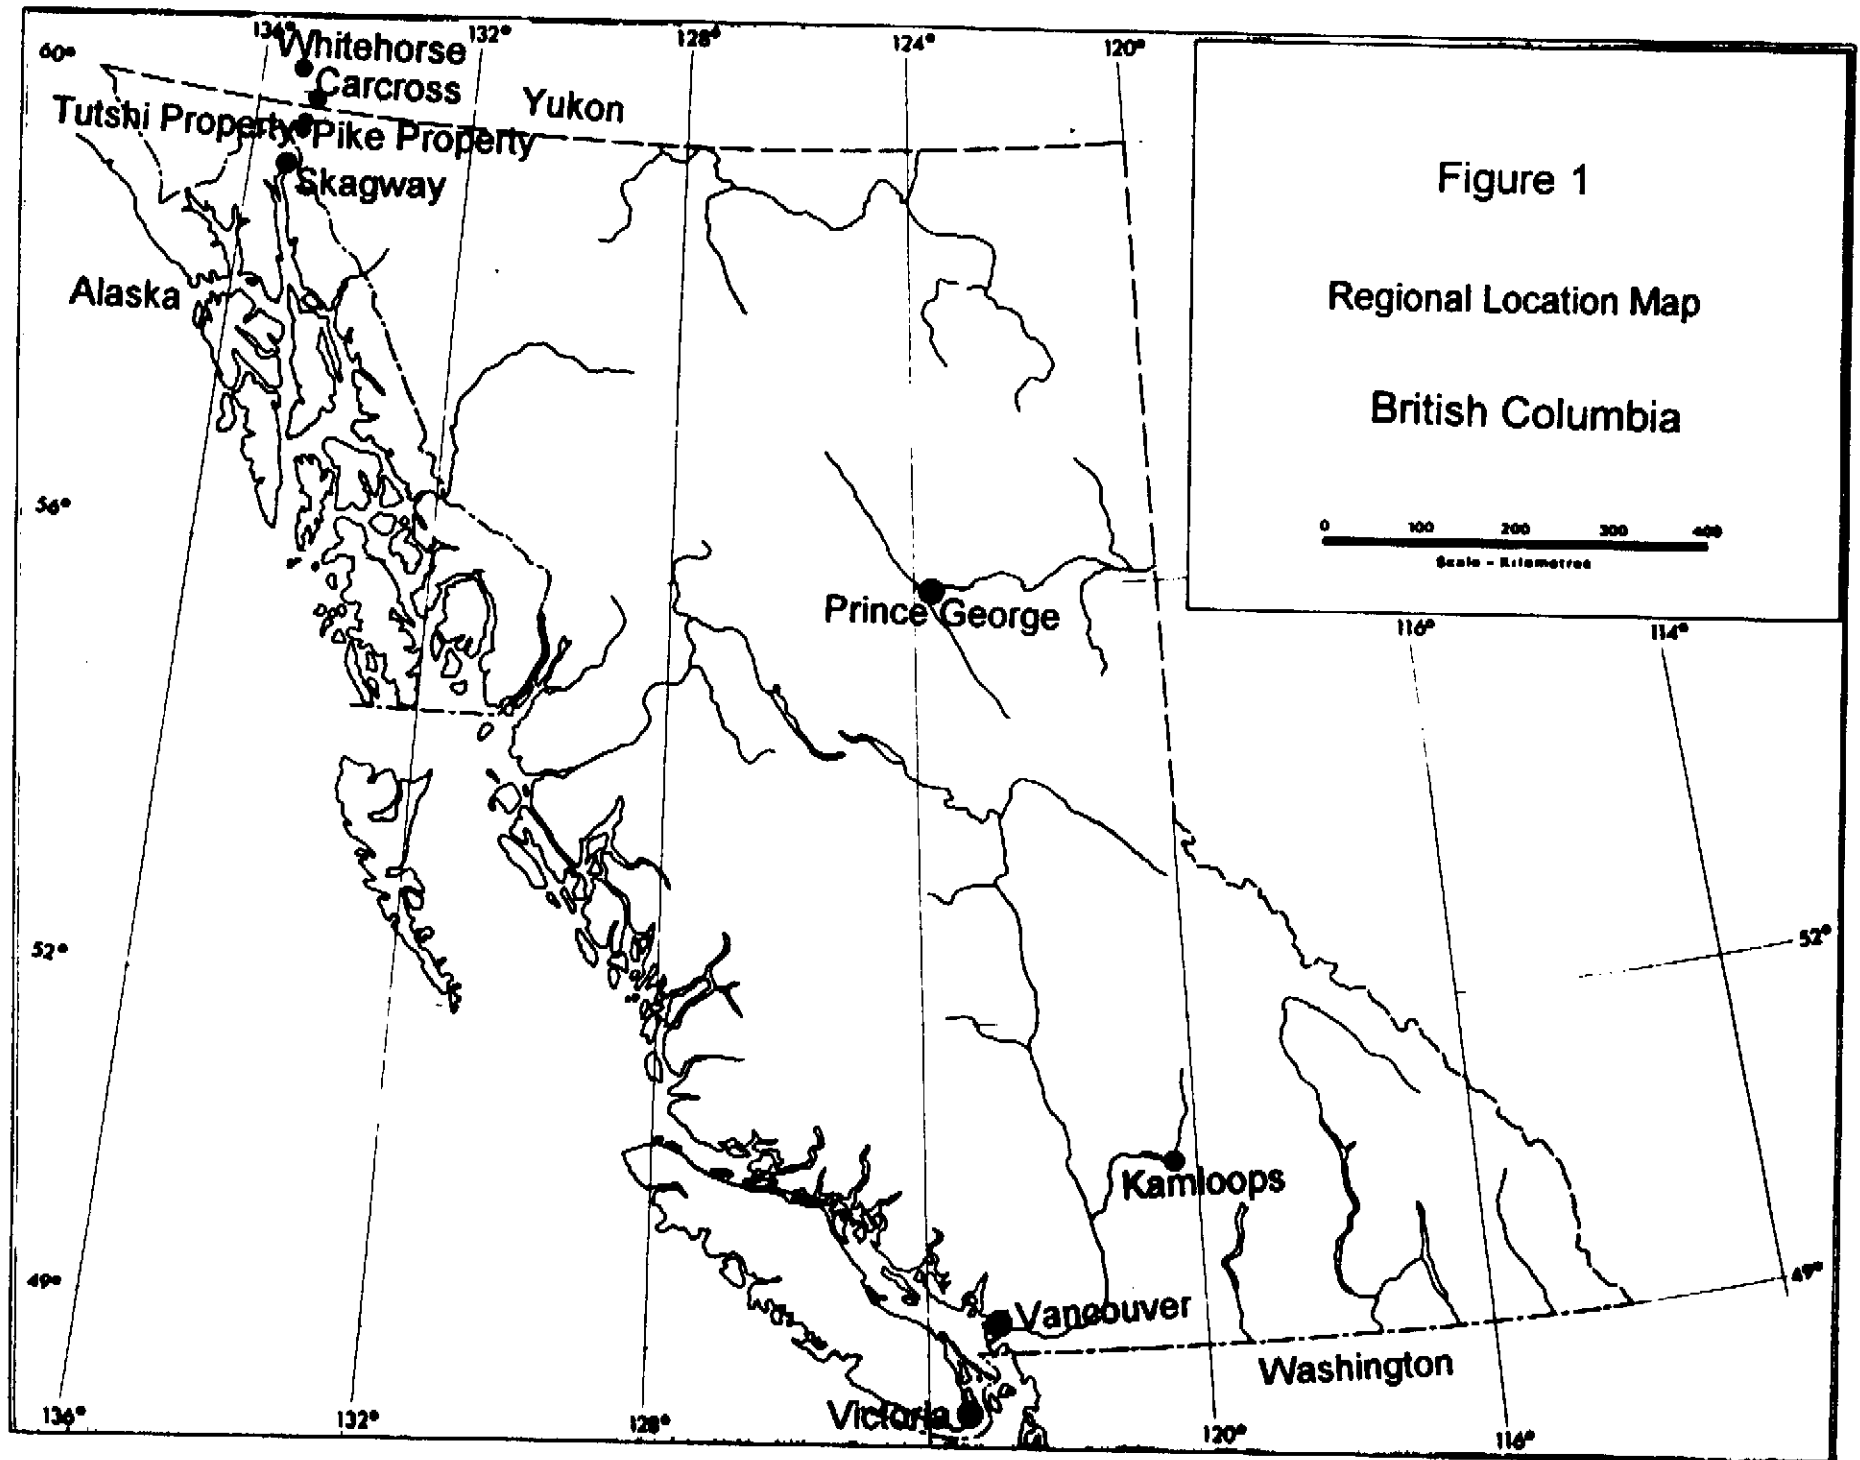 136°
132°
128°
124°
120°
60°
Whitehorse
Carcross
Yukon
Tutshi Property
Pike Property
Skagway
Alaska
Figure 1
Regional Location Map
British Columbia
0 100 200 300 400
Scale - Kilometres
56°
Prince George
116°
114°
52°
52°
Kamloops
49°
49°
Vancouver
Washington
Victoria
136°
132°
128°
120°
116°